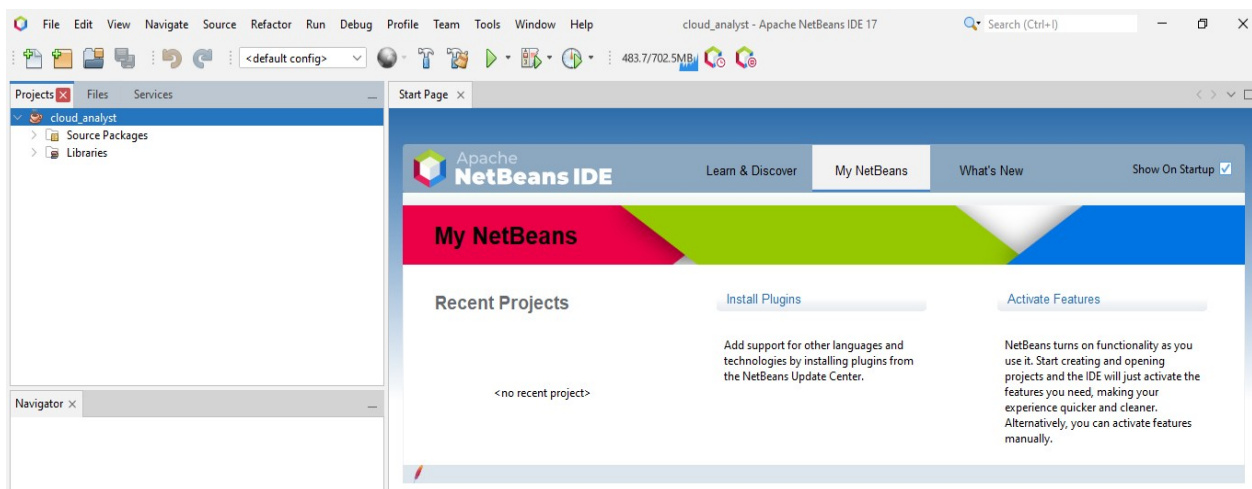 File Edit View Navigate Source Refactor Run Debug Profile Team Tools Window Help
cloud_analyst - Apache NetBeans IDE 17
Search (Ctrl+I)
<default config>
483.7/702.5MB
Projects Files Services
Start Page
cloud_analyst
Source Packages
Libraries
Navigator
Apache
NetBeans IDE
Learn & Discover
My NetBeans
What's New
Show On Startup
My NetBeans
Recent Projects
<no recent project>
Install Plugins
Add support for other languages and
technologies by installing plugins from
the NetBeans Update Center.
Activate Features
NetBeans turns on functionality as you
use it. Start creating and opening
projects and the IDE will just activate the
features you need, making your
experience quicker and cleaner.
Alternatively, you can activate features
manually.